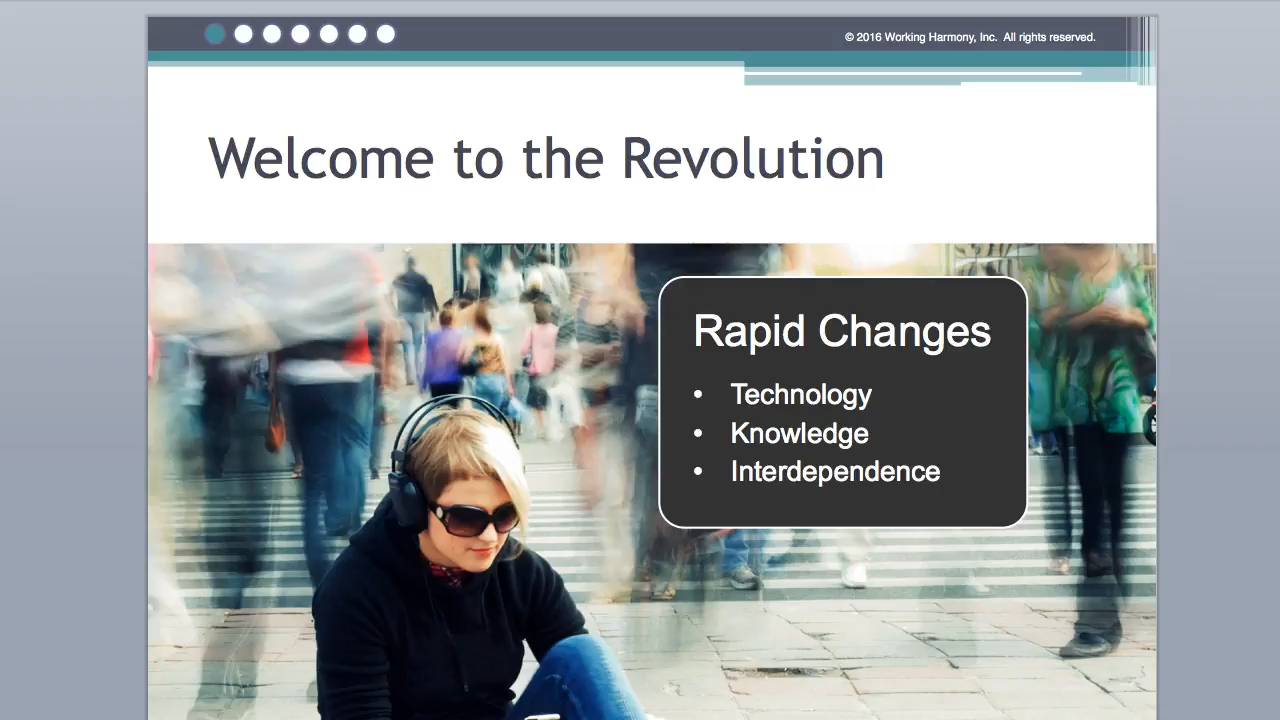 © 2016 Working Harmony, Inc. All rights reserved.
Welcome to the Revolution
Rapid Changes
• Technology
• Knowledge
• Interdependence